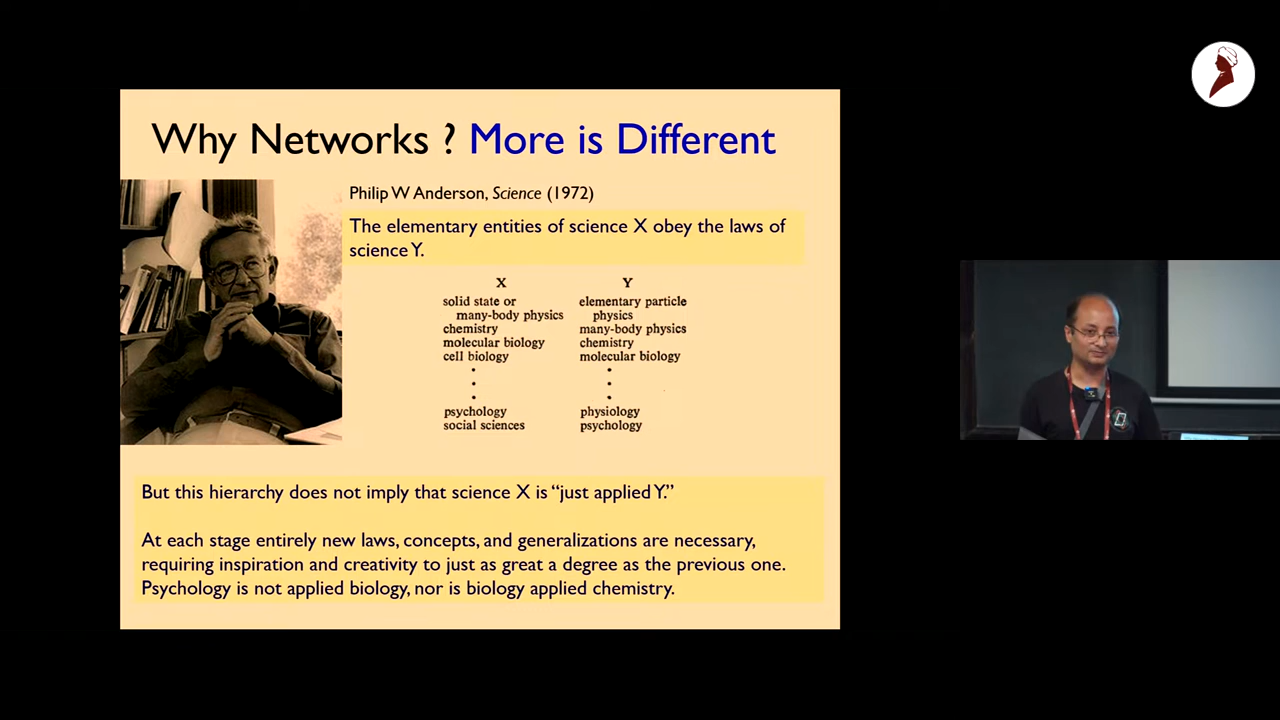 Why Networks ? More is Different
Philip W Anderson, Science (1972)
The elementary entities of science X obey the laws of
science Y.
X Y
solid state or elementary particle
many-body physics physics
chemistry many-body physics
molecular biology chemistry
cell biology molecular biology
. .
. .
. .
psychology physiology
social sciences psychology
But this hierarchy does not imply that science X is “just applied Y.”
At each stage entirely new laws, concepts, and generalizations are necessary,
requiring inspiration and creativity to just as great a degree as the previous one.
Psychology is not applied biology, nor is biology applied chemistry.